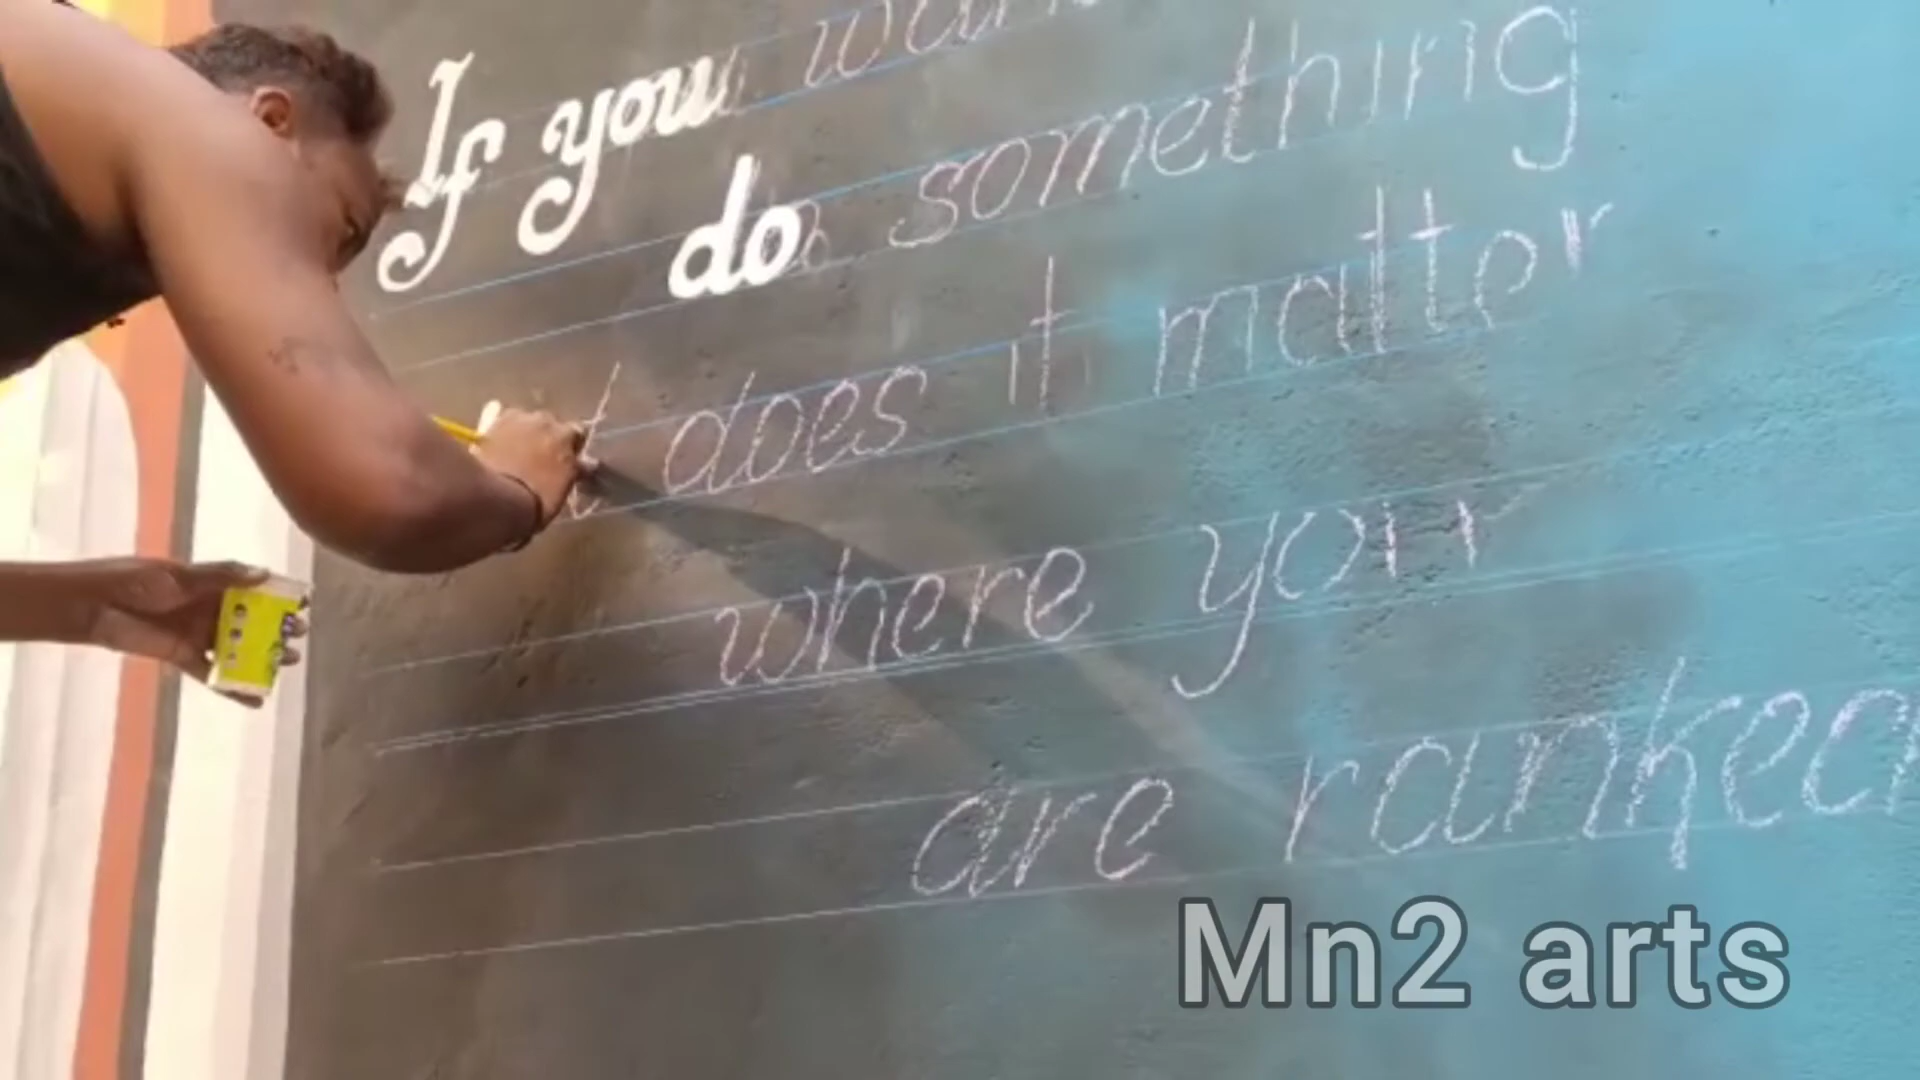 If you
do something
does it matter
where your
are ranked
Mn2 arts